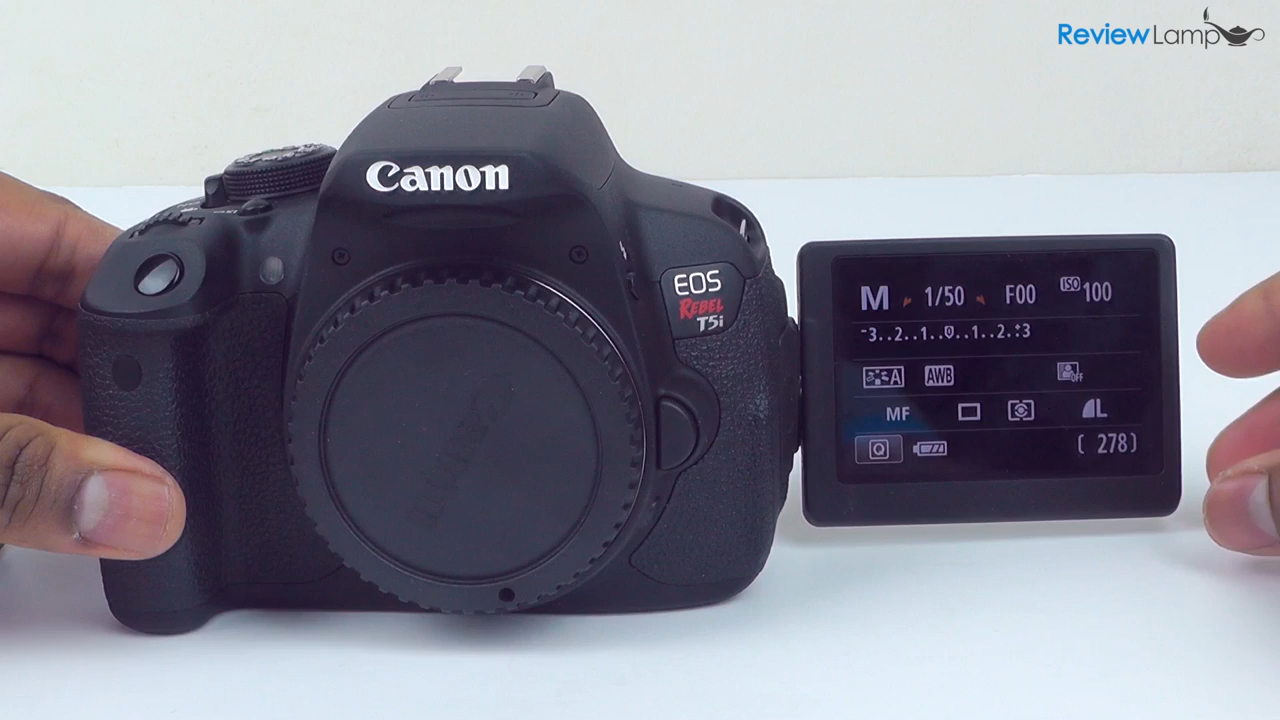 ReviewLamp
Canon
EOS
REBEL
T5i
M 1/50 F00 ISO 100
-3..2..1..0..1..2.+3
A AWB OFF
MF L
Q [ 278]